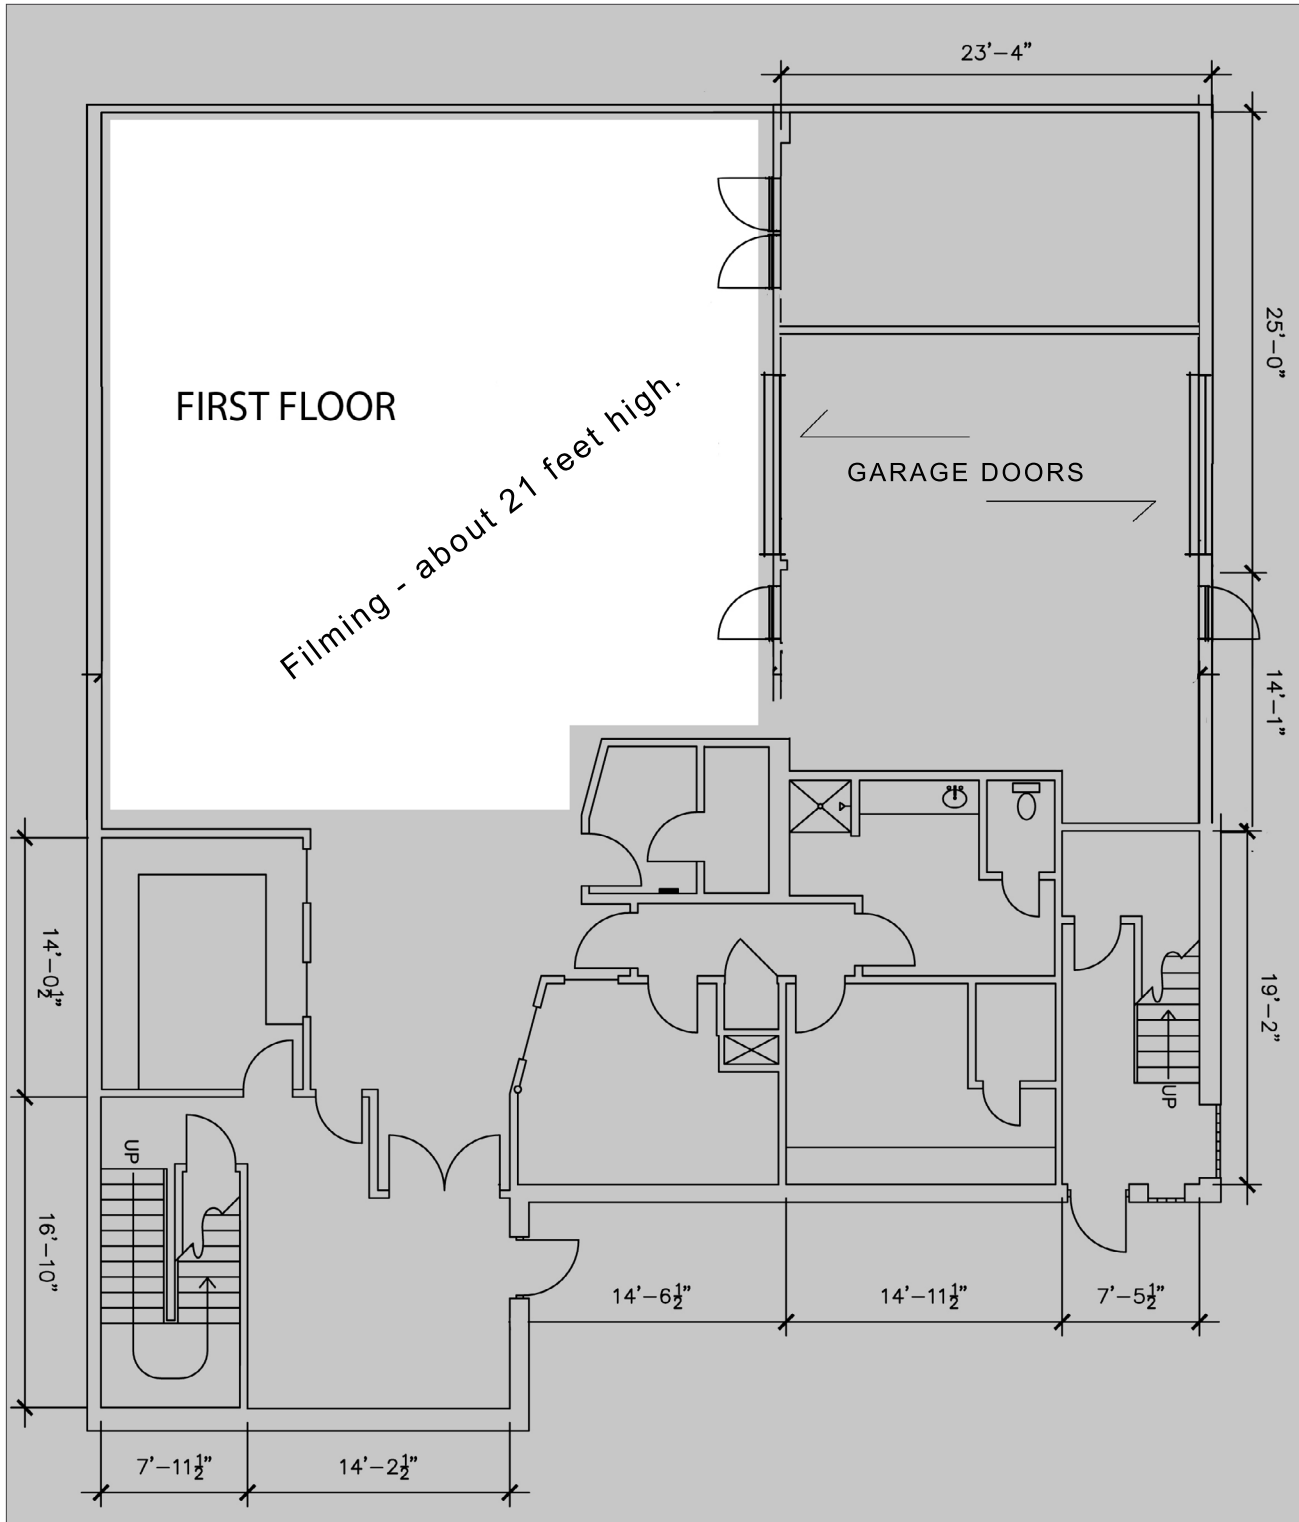 23'-4"
25'-0"
FIRST FLOOR
Filming - about 21 feet high.
GARAGE DOORS
14'-1"
14'-0½"
19'-2"
UP
UP
16'-10"
14'-6½"
14'-11½"
7'-5½"
7'-11½"
14'-2½"